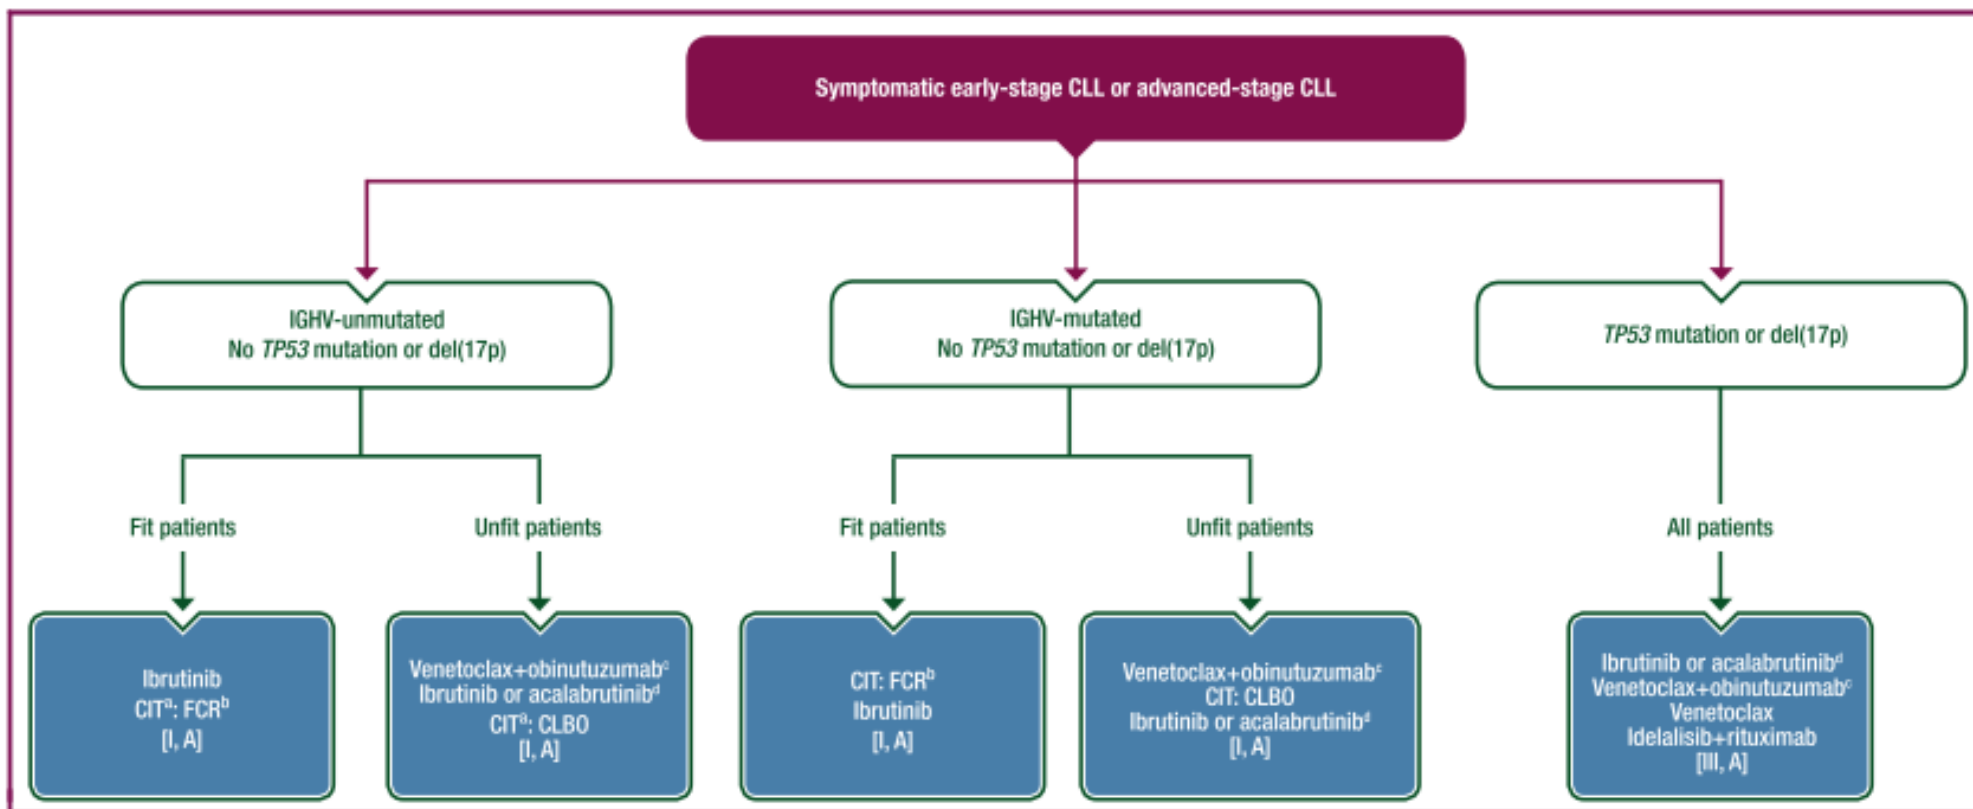 Symptomatic early-stage CLL or advanced-stage CLL
IGHV-unmutated
No TP53 mutation or del(17p)
IGHV-mutated
No TP53 mutation or del(17p)
TP53 mutation or del(17p)
Fit patients
Unfit patients
Fit patients
Unfit patients
All patients
Ibrutinib
CITᵃ: FCRᵇ
[I, A]
Venetoclax+obinutuzumabᶜ
Ibrutinib or acalabrutinibᵈ
CITᵃ: CLBO
[I, A]
CIT: FCRᵇ
Ibrutinib
[I, A]
Venetoclax+obinutuzumabᶜ
CIT: CLBO
Ibrutinib or acalabrutinibᵈ
[I, A]
Ibrutinib or acalabrutinibᵈ
Venetoclax+obinutuzumabᶜ
Venetoclax
Idelalisib+rituximab
[III, A]